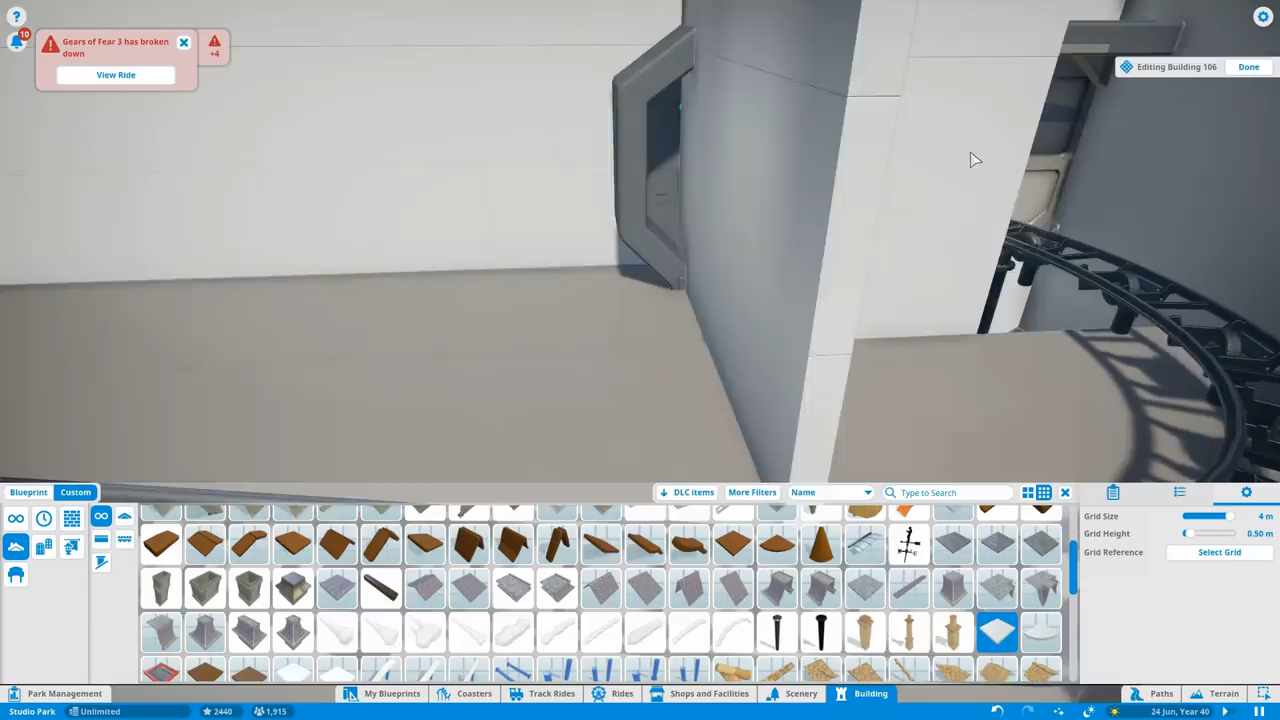 ?
10
Gears of Fear 3 has broken
down
+4
View Ride
Editing Building 106
Done
Blueprint
Custom
DLC items
More Filters
Name
Type to Search
Grid Size
4 m
Grid Height
0.50 m
Grid Reference
Select Grid
Park Management
My Blueprints
Coasters
Track Rides
Rides
Shops and Facilities
Scenery
Building
Paths
Terrain
Studio Park
Unlimited
2440
1,915
24 Jun, Year 40